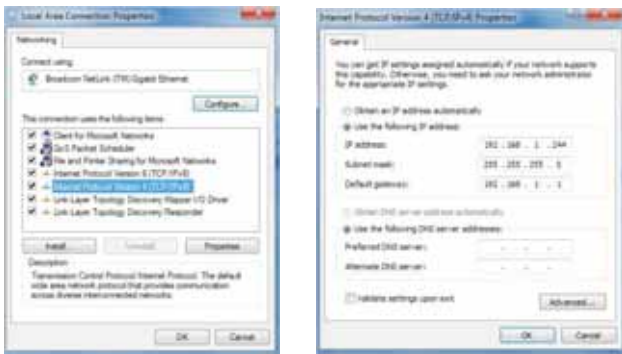 Local Area Connection Properties
Networking
Connect using:
Broadcom NetLink (TM) Gigabit Ethernet
Configure...
This connection uses the following items:
Client for Microsoft Networks
QoS Packet Scheduler
File and Printer Sharing for Microsoft Networks
Internet Protocol Version 6 (TCP/IPv6)
Internet Protocol Version 4 (TCP/IPv4)
Link-Layer Topology Discovery Mapper I/O Driver
Link-Layer Topology Discovery Responder
Install...
Uninstall
Properties
Description
Transmission Control Protocol/Internet Protocol. The default
wide area network protocol that provides communication
across diverse interconnected networks.
OK
Cancel
Internet Protocol Version 4 (TCP/IPv4) Properties
General
You can get IP settings assigned automatically if your network supports
this capability. Otherwise, you need to ask your network administrator
for the appropriate IP settings.
Obtain an IP address automatically
Use the following IP address:
IP address:
192 . 168 . 1 . 244
Subnet mask:
255 . 255 . 255 .
Default gateway:
192 . 168 . 1 . 1
Obtain DNS server address automatically
Use the following DNS server addresses:
Preferred DNS server:
Alternate DNS server:
Validate settings upon exit
Advanced...
OK
Cancel